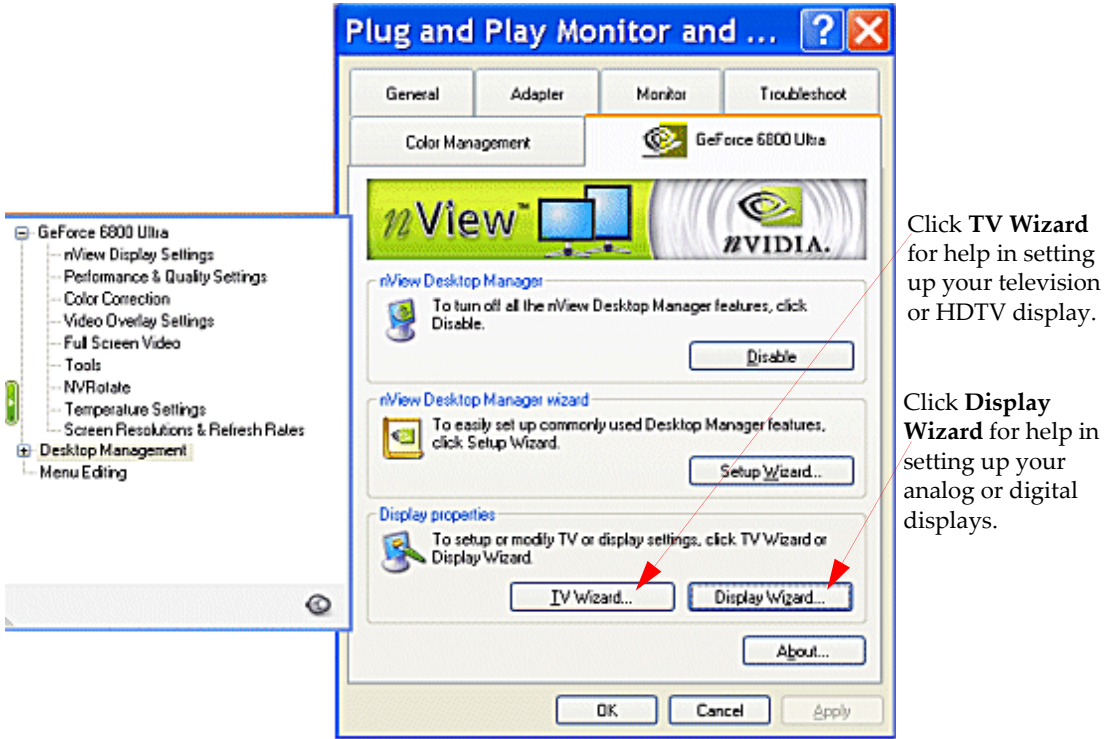 Plug and Play Monitor and ...
General
Adapter
Monitor
Troubleshoot
Color Management
GeForce 6800 Ultra
nView™
NVIDIA.
GeForce 6800 Ultra
nView Display Settings
Performance & Quality Settings
Color Correction
Video Overlay Settings
Full Screen Video
Tools
NVRotate
Temperature Settings
Screen Resolutions & Refresh Rates
Desktop Management
Menu Editing
nView Desktop Manager
To turn off all the nView Desktop Manager features, click
Disable.
Disable
nView Desktop Manager wizard
To easily set up commonly used Desktop Manager features,
click Setup Wizard.
Setup Wizard...
Display properties
To setup or modify TV or display settings, click TV Wizard or
Display Wizard.
TV Wizard...
Display Wizard...
About...
OK
Cancel
Apply
Click TV Wizard
for help in setting
up your television
or HDTV display.
Click Display
Wizard for help in
setting up your
analog or digital
displays.